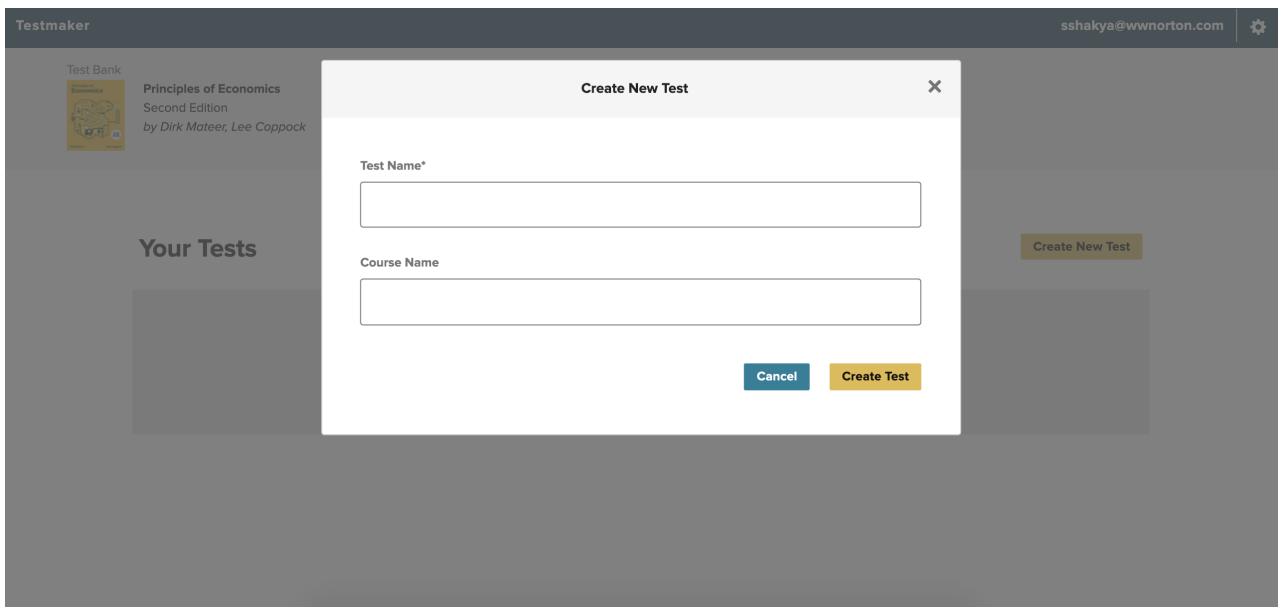 Testmaker
sshakya@wwnorton.com
Test Bank
Principles of Economics
Second Edition
by Dirk Mateer, Lee Coppock
Create New Test
Test Name*
Your Tests
Create New Test
Course Name
Cancel
Create Test